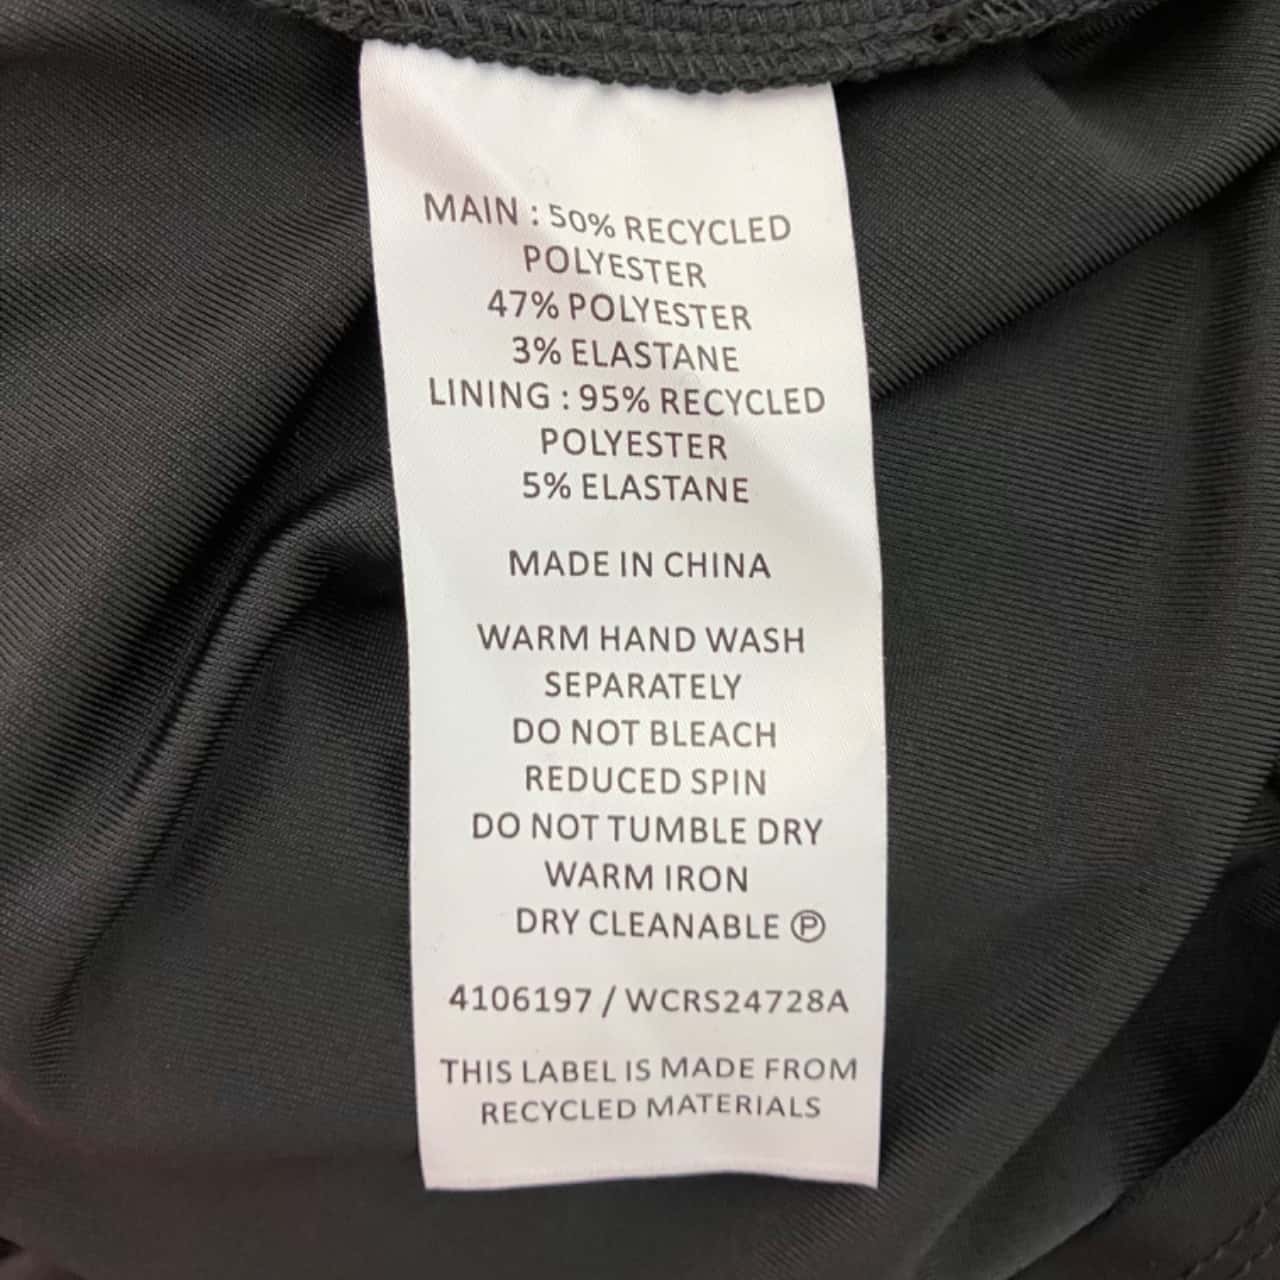 MAIN : 50% RECYCLED
POLYESTER
47% POLYESTER
3% ELASTANE
LINING : 95% RECYCLED
POLYESTER
5% ELASTANE
MADE IN CHINA
WARM HAND WASH
SEPARATELY
DO NOT BLEACH
REDUCED SPIN
DO NOT TUMBLE DRY
WARM IRON
DRY CLEANABLE Ⓟ
4106197 / WCRS24728A
THIS LABEL IS MADE FROM
RECYCLED MATERIALS